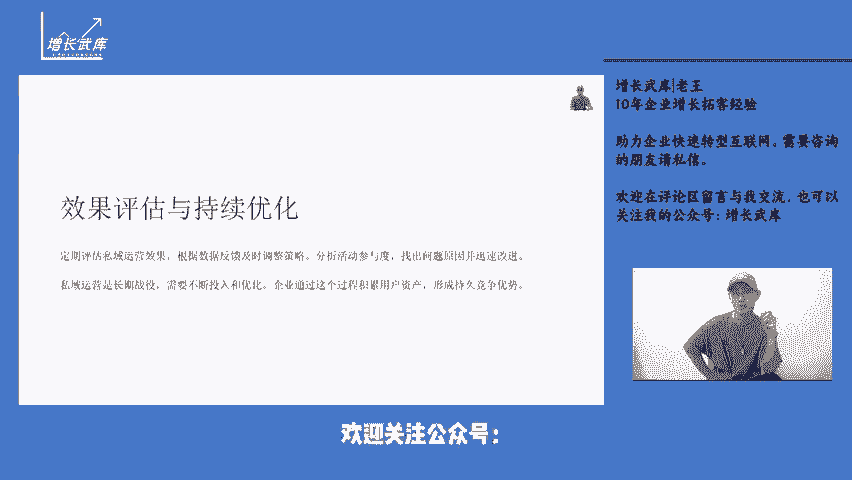 增长武库
效果评估与持续优化
定期评估私域运营效果，根据数据反馈及时调整策略。分析活动参与度，找出问题原因并迅速改进。
私域运营是长期战役，需要不断投入和优化。企业通过这个过程积累用户资产，形成持久竞争优势。
增长武库|老王
10年企业增长拓客经验
助力企业快速转型互联网。需要咨询
的朋友请私信。
欢迎在评论区留言与我交流，也可以
关注我的公众号：增长武库
欢迎关注公众号：